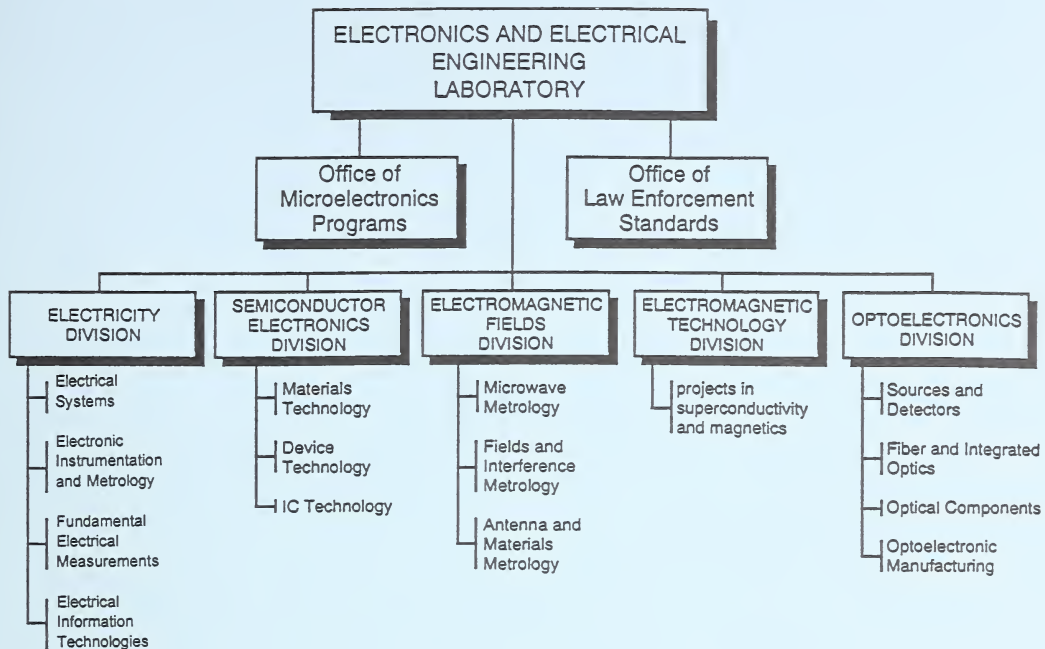 ELECTRONICS AND ELECTRICAL
ENGINEERING
LABORATORY
Office of
Microelectronics
Programs
Office of
Law Enforcement
Standards
ELECTRICITY
DIVISION
Electrical
Systems
Electronic
Instrumentation
and Metrology
Fundamental
Electrical
Measurements
Electrical
Information
Technologies
SEMICONDUCTOR
ELECTRONICS
DIVISION
Materials
Technology
Device
Technology
IC Technology
ELECTROMAGNETIC
FIELDS
DIVISION
Microwave
Metrology
Fields and
Interference
Metrology
Antenna and
Materials
Metrology
ELECTROMAGNETIC
TECHNOLOGY
DIVISION
projects in
superconductivity
and magnetics
OPTOELECTRONICS
DIVISION
Sources and
Detectors
Fiber and Integrated
Optics
Optical Components
Optoelectronic
Manufacturing